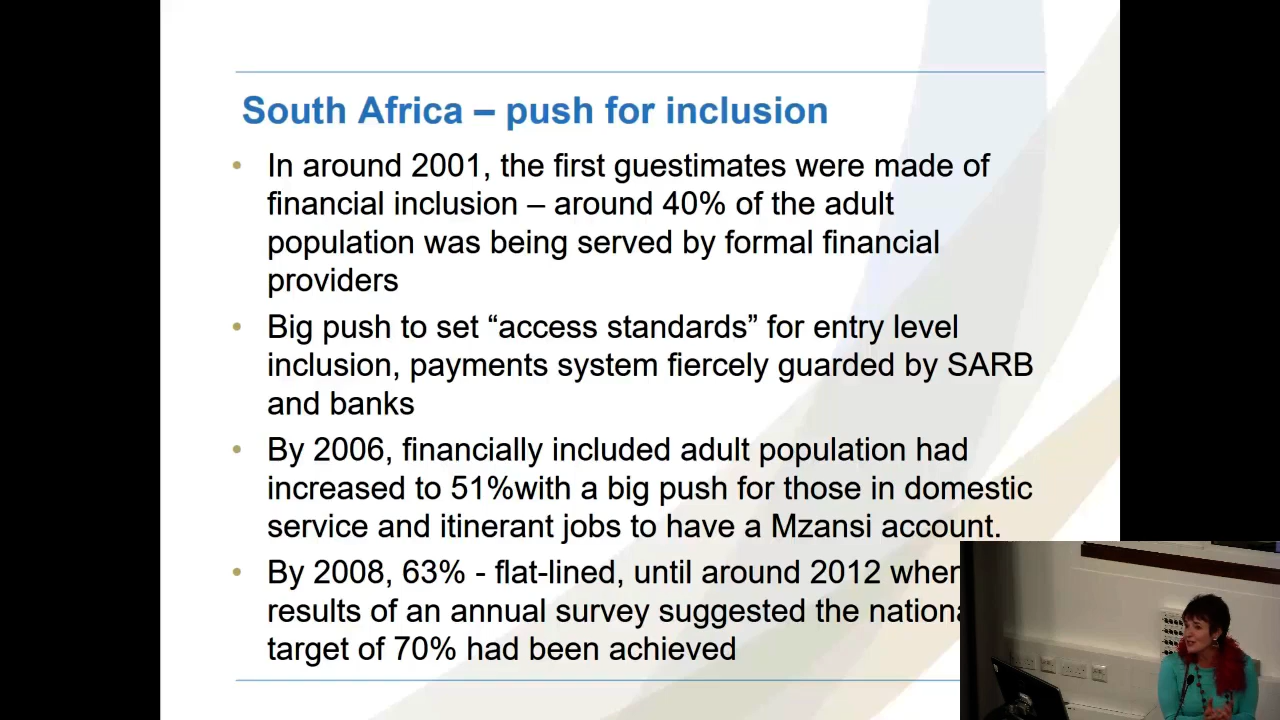 South Africa – push for inclusion
• In around 2001, the first guestimates were made of
financial inclusion – around 40% of the adult
population was being served by formal financial
providers
• Big push to set “access standards” for entry level
inclusion, payments system fiercely guarded by SARB
and banks
• By 2006, financially included adult population had
increased to 51%with a big push for those in domestic
service and itinerant jobs to have a Mzansi account.
• By 2008, 63% - flat-lined, until around 2012 when
results of an annual survey suggested the nationa
target of 70% had been achieved